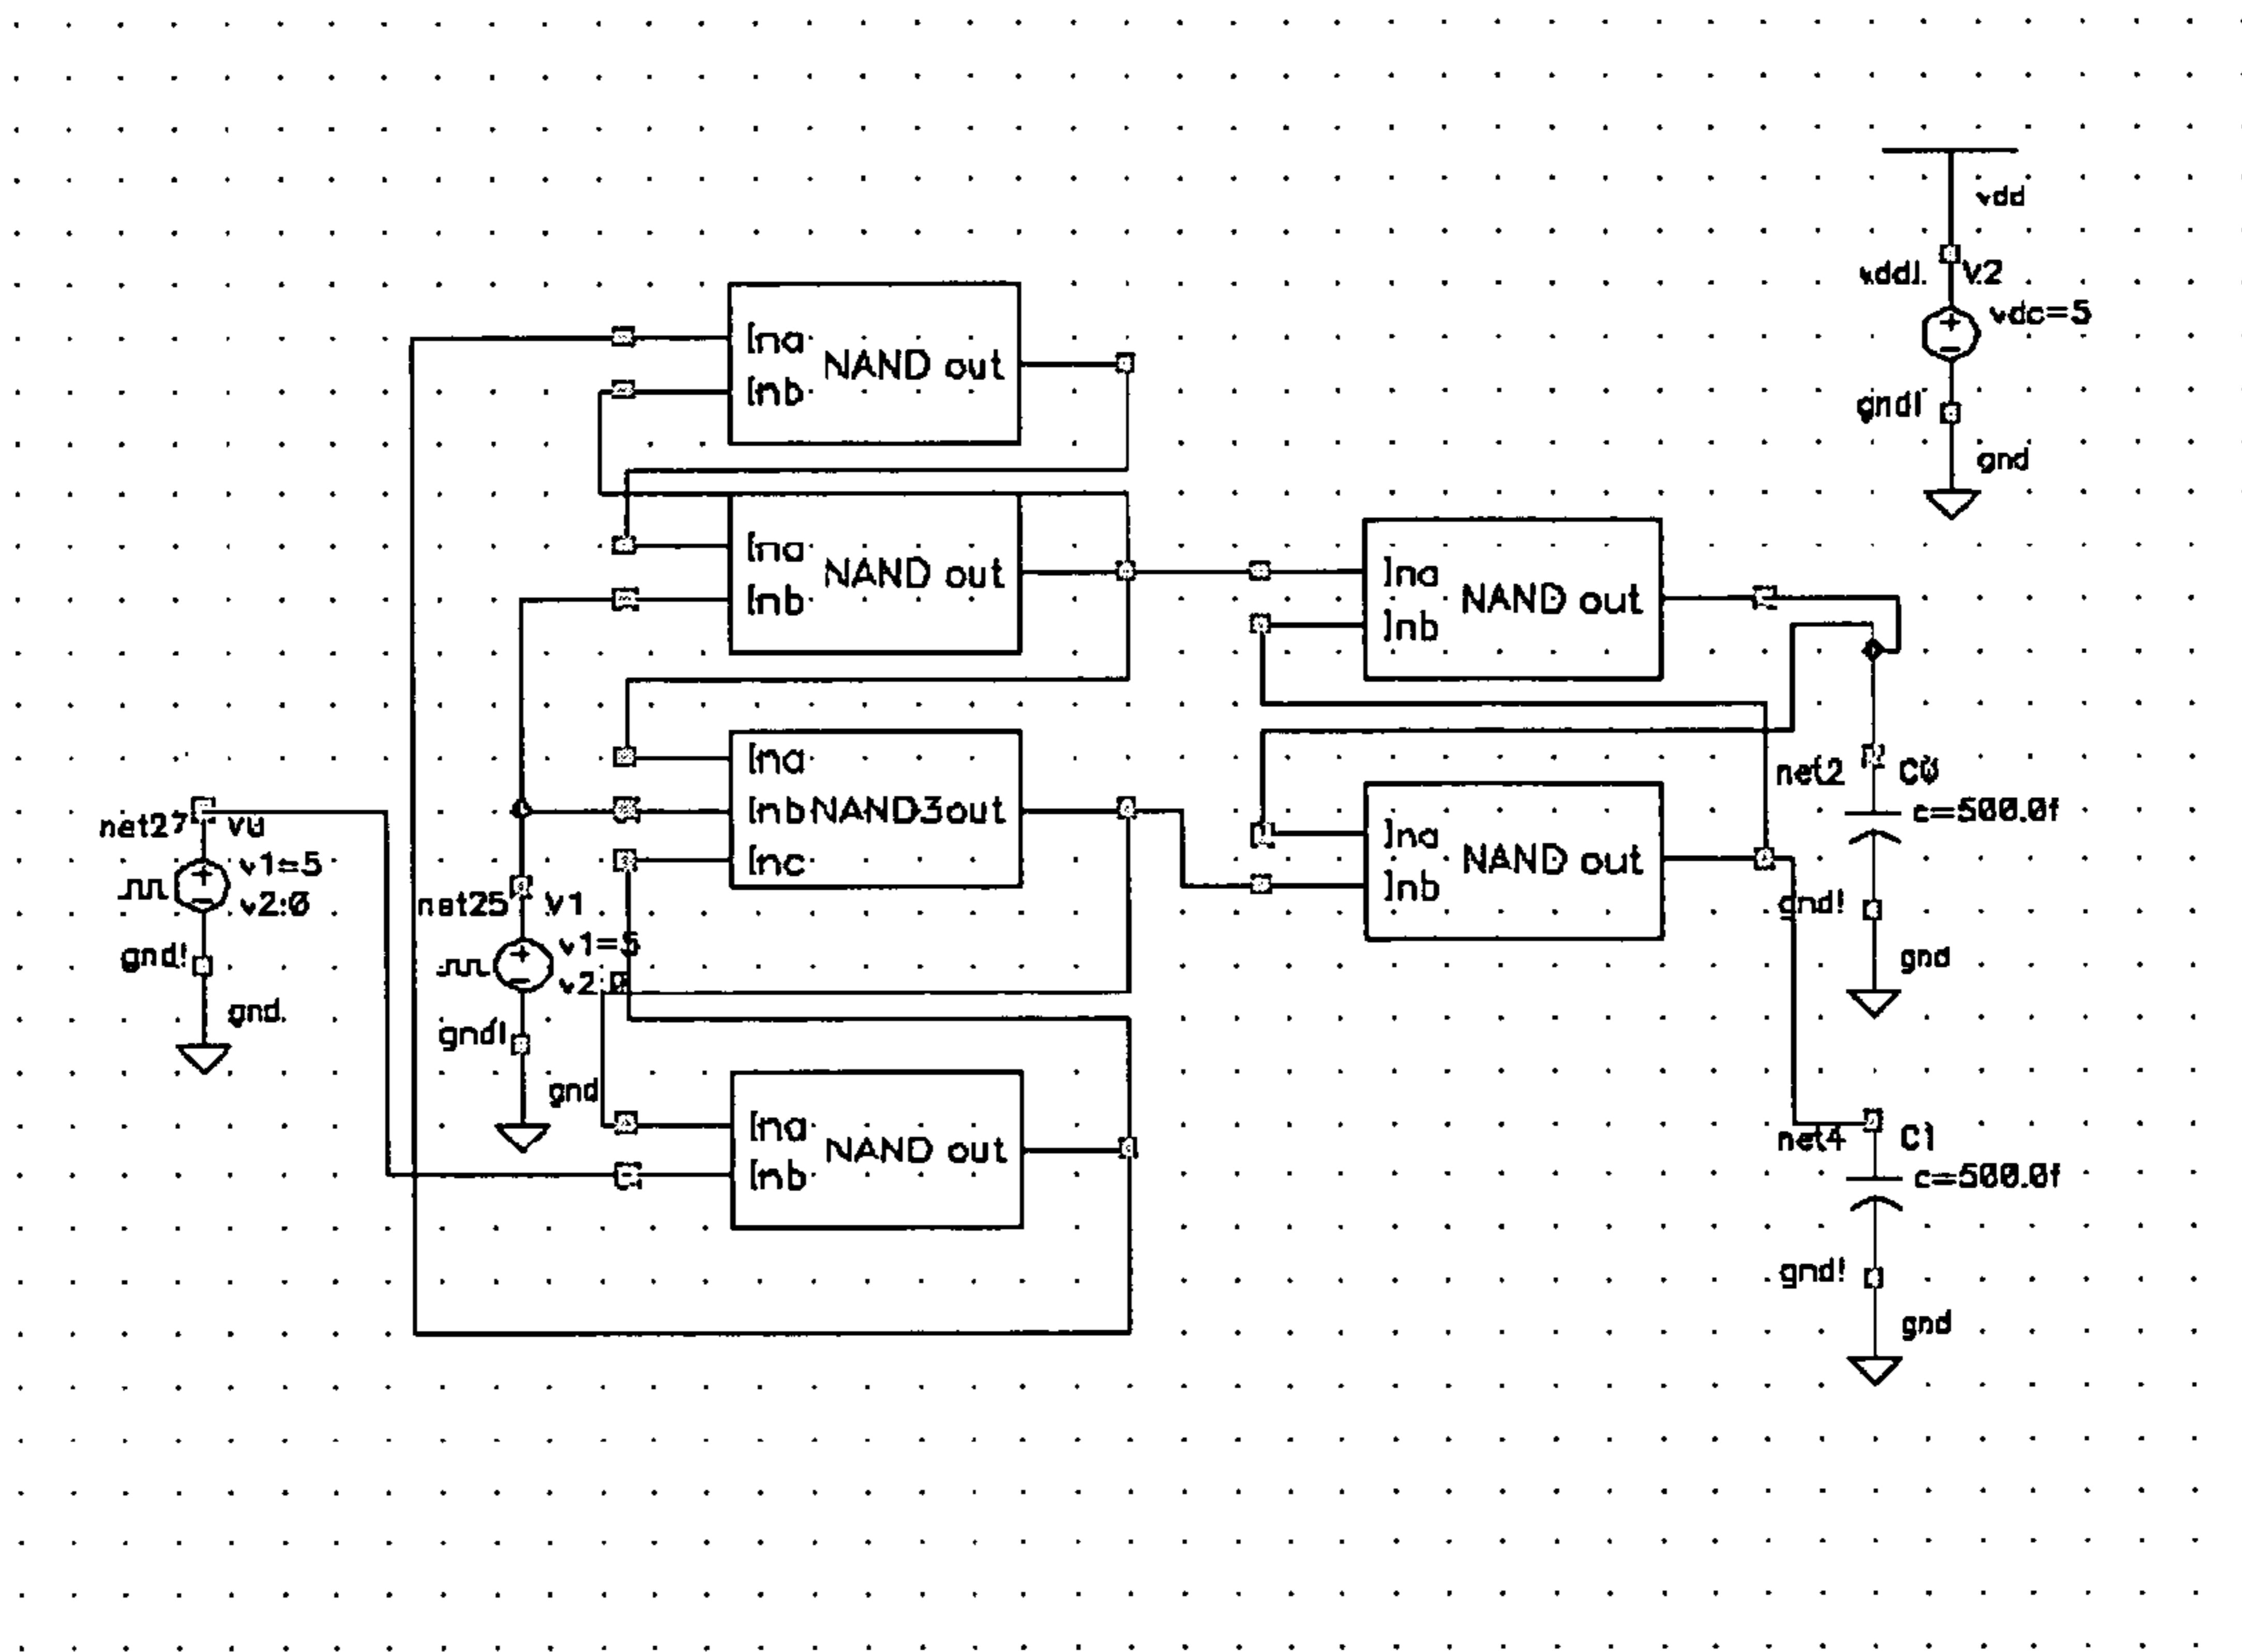 vdd
vdd! V2
vdc=5
gnd!
gnd
Ina
NAND out
Inb
Ina
NAND out
Inb
Ina
NAND out
Inb
Ina
Inb NAND3out
Inc
Ina
NAND out
Inb
net2 C0
c=500.0f
gnd!
gnd
net27 V0
v1=5
v2:0
gnd!
gnd
net25 V1
v1=5
gnd!
gnd
Ina
NAND out
Inb
net4 C1
c=500.0f
gnd!
gnd